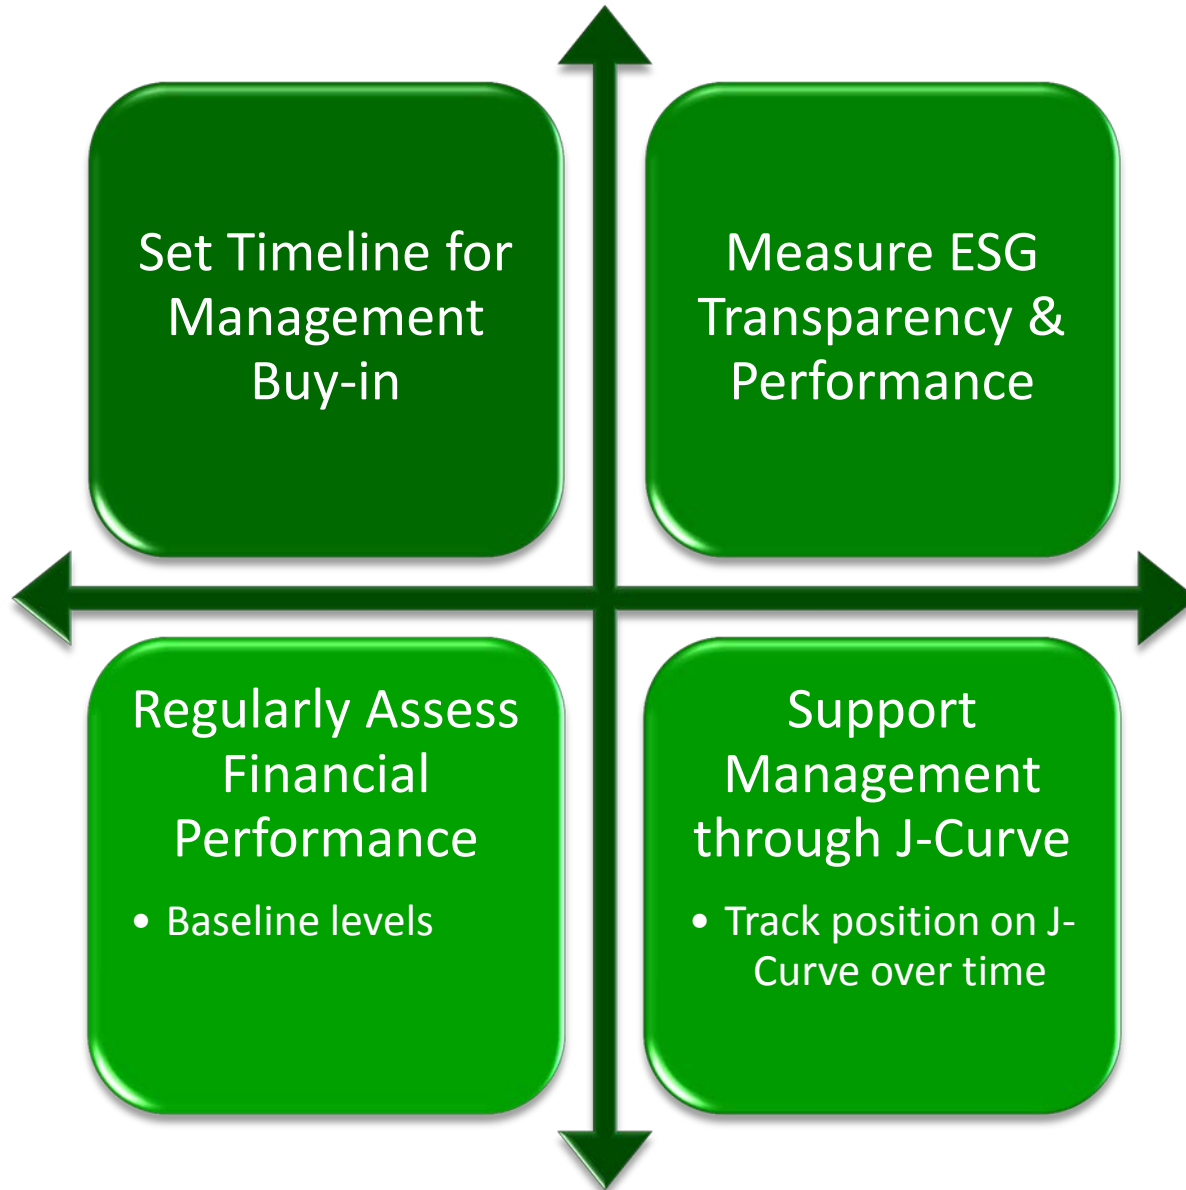 Set Timeline for
Management
Buy-in
Measure ESG
Transparency &
Performance
Regularly Assess
Financial
Performance
• Baseline levels
Support
Management
through J-Curve
• Track position on J-
Curve over time